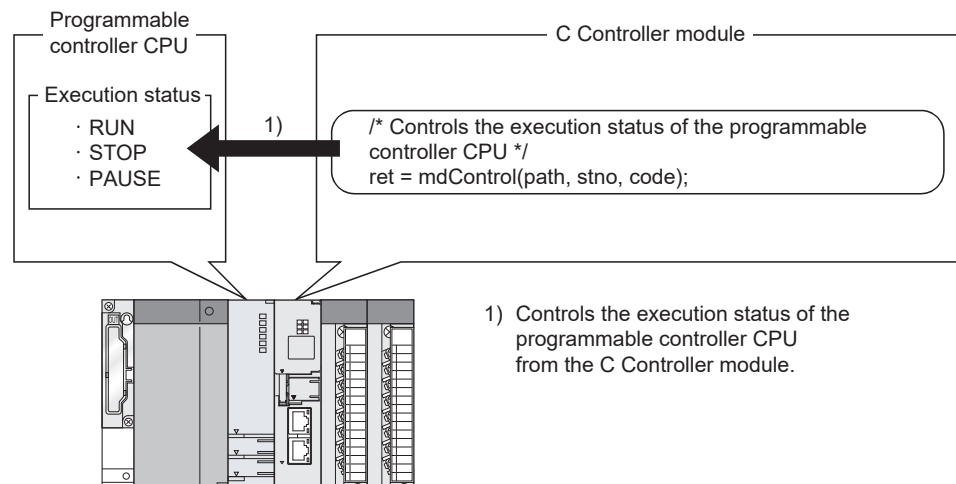 Programmable
controller CPU
C Controller module
Execution status
· RUN
· STOP
· PAUSE
1)
/* Controls the execution status of the programmable
controller CPU */
ret = mdControl(path, stno, code);
1) Controls the execution status of the
programmable controller CPU
from the C Controller module.